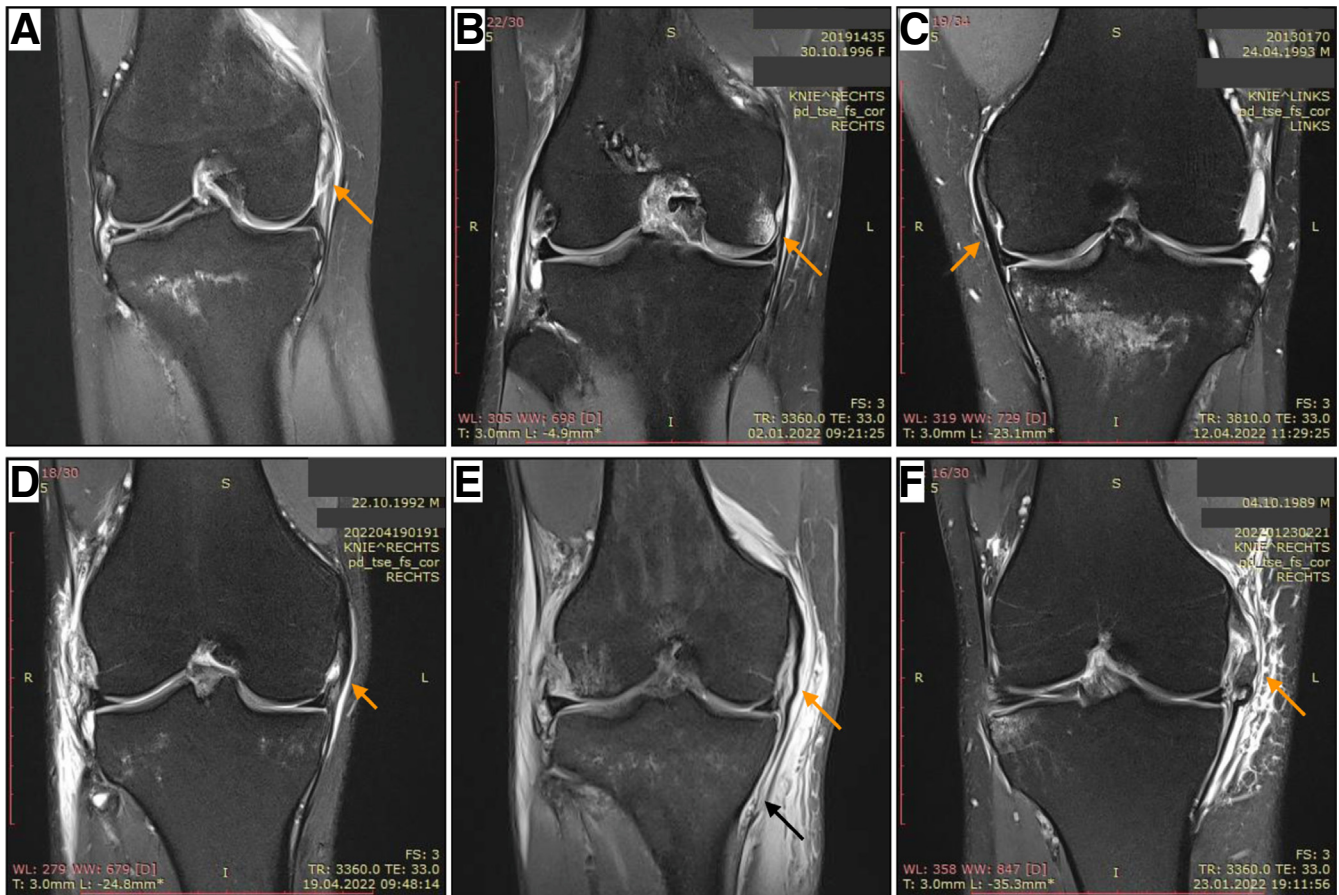 A
B
22/30
5
S
20191435
30.10.1996 F
KNIE^RECHTS
pd_tse_fs_cor
RECHTS
R
L
FS: 3
WL: 305 WW: 698 [D]
TR: 3360.0 TE: 33.0
T: 3.0mm L: -4.9mm*
I
02.01.2022 09:21:25
C
19/34
5
S
20130170
24.04.1993 M
KNIE^LINKS
pd_tse_fs_cor
LINKS
R
L
FS: 3
WL: 319 WW: 729 [D]
TR: 3810.0 TE: 33.0
T: 3.0mm L: -23.1mm*
I
12.04.2022 11:29:25
D
18/30
5
S
22.10.1992 M
202204190191
KNIE^RECHTS
pd_tse_fs_cor
RECHTS
R
L
FS: 3
WL: 279 WW: 679 [D]
TR: 3360.0 TE: 33.0
T: 3.0mm L: -24.8mm*
I
19.04.2022 09:48:14
E
F
16/30
5
S
04.10.1989 M
202201230221
KNIE^RECHTS
pd_tse_fs_cor
RECHTS
R
L
FS: 3
WL: 358 WW: 847 [D]
TR: 3360.0 TE: 33.0
T: 3.0mm L: -35.3mm*
I
23.01.2022 19:11:56